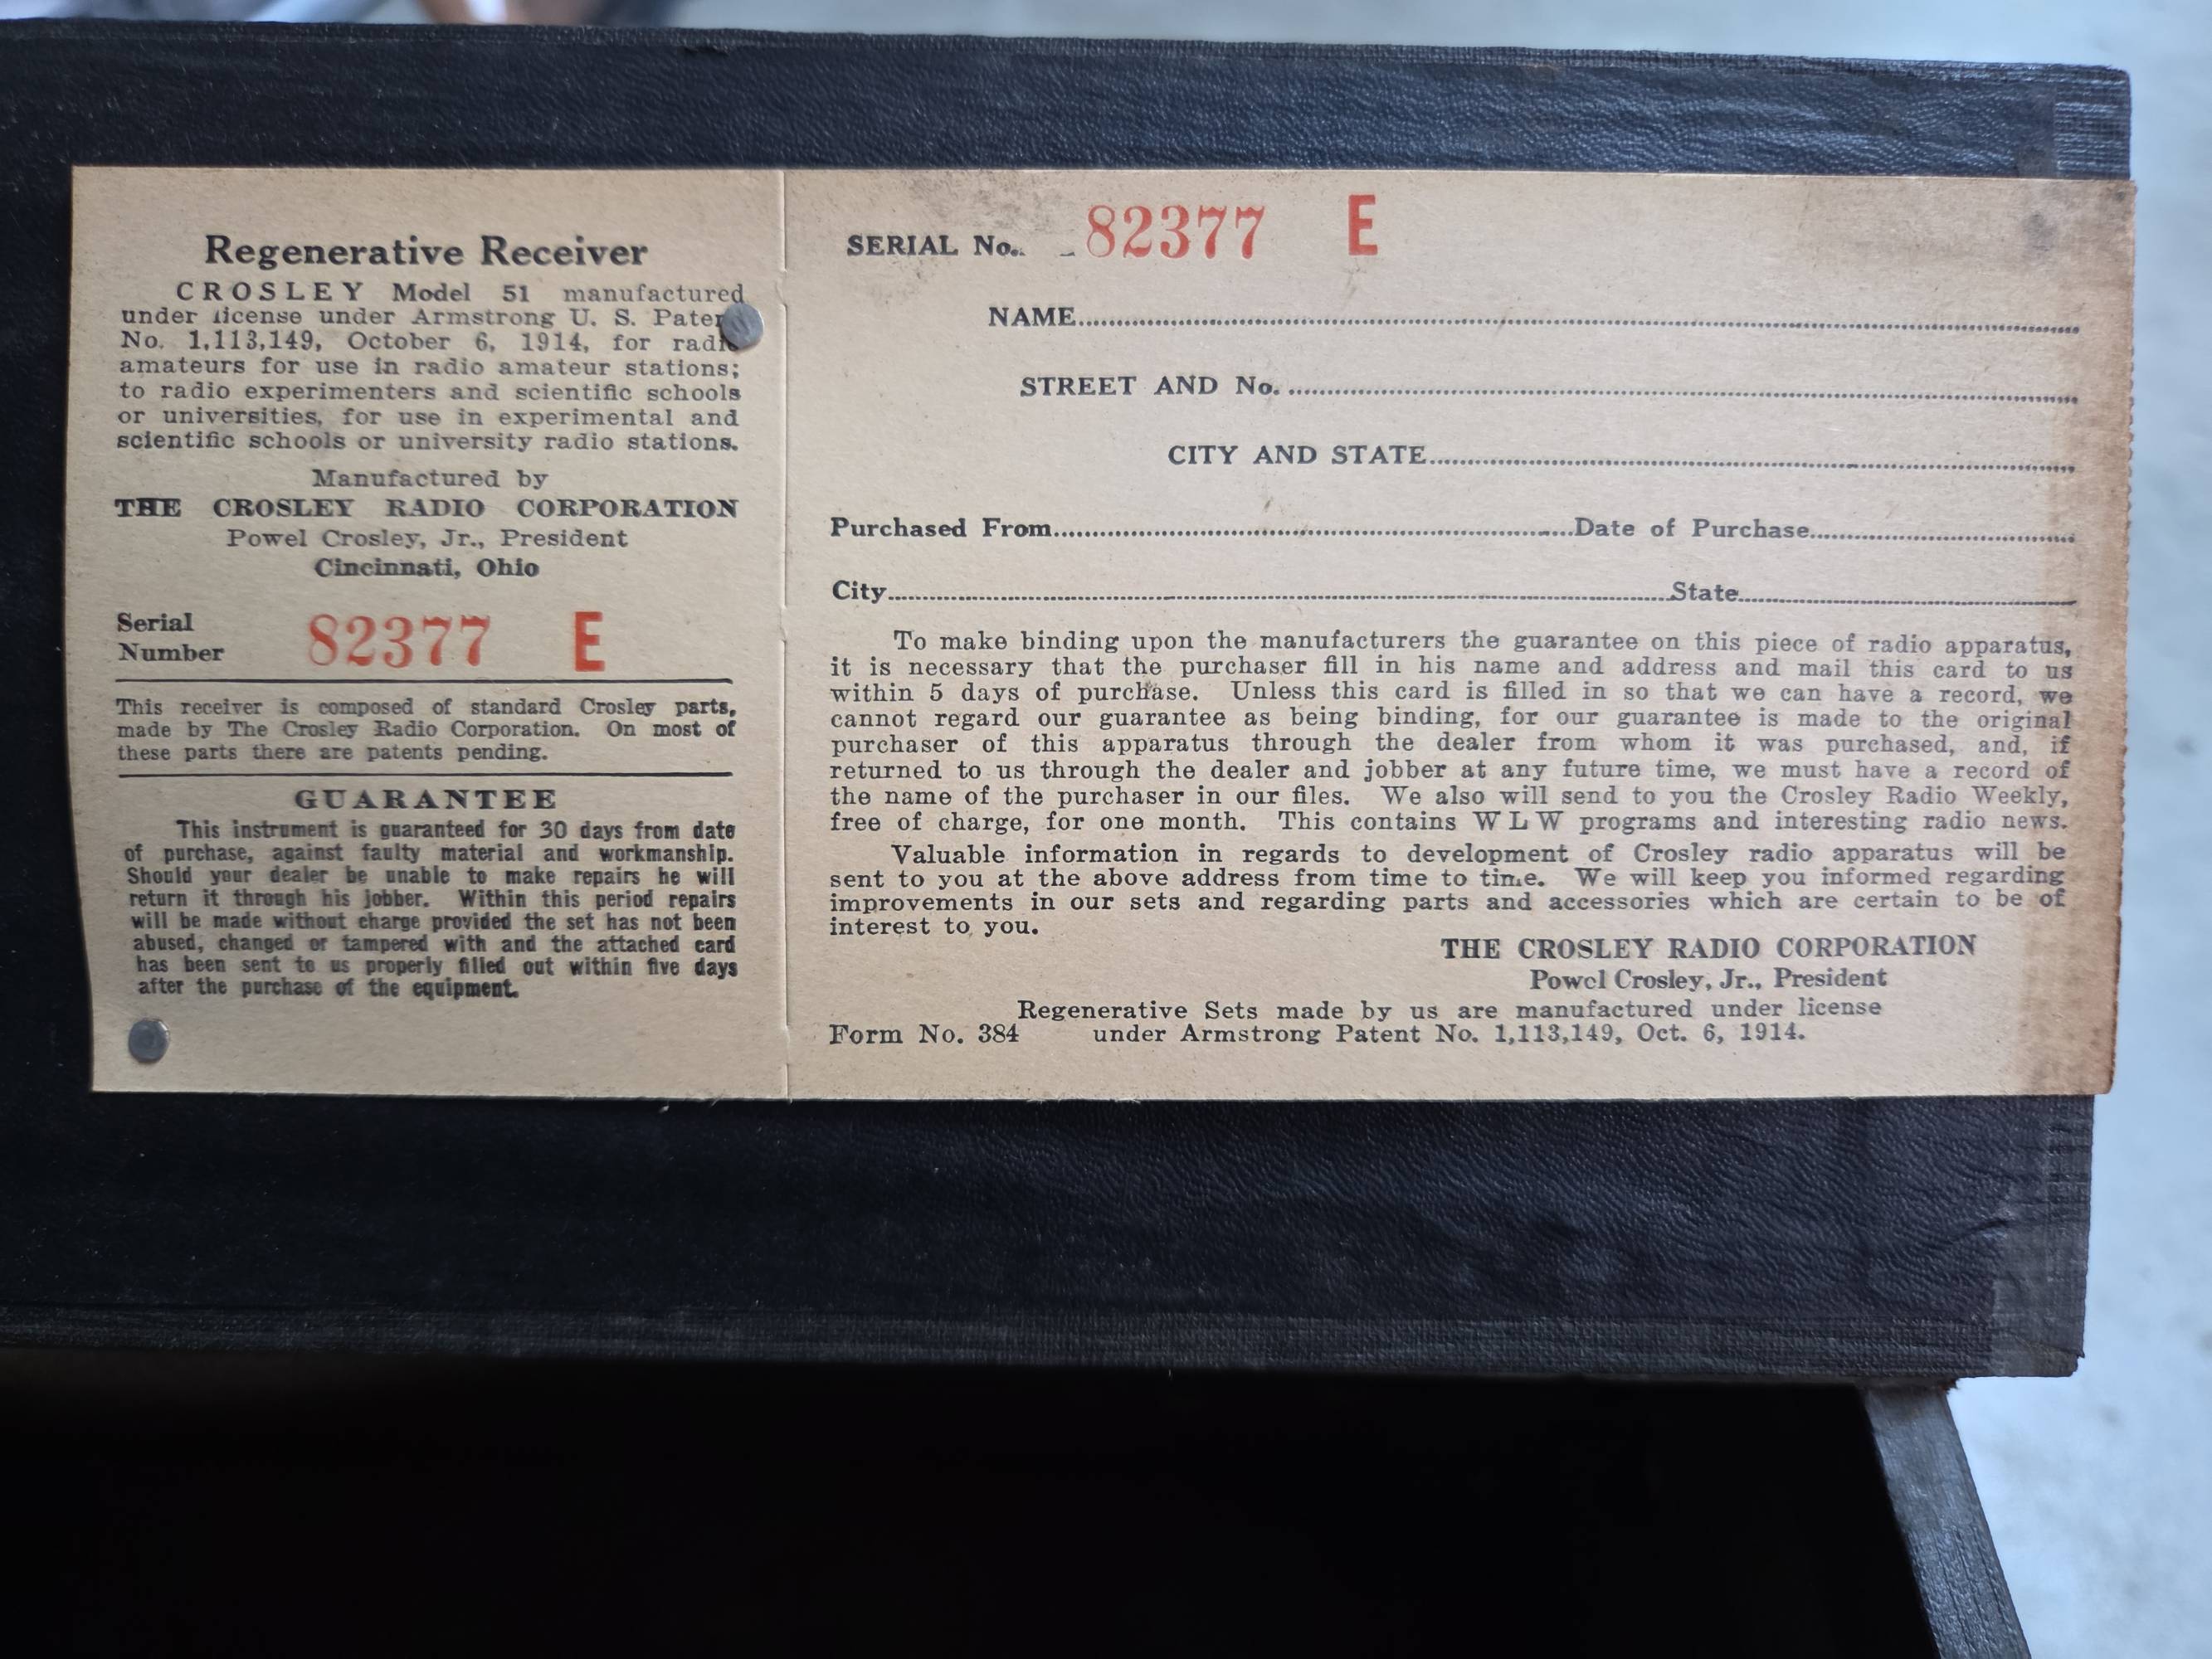 Regenerative Receiver
CROSLEY Model 51 manufactured
under license under Armstrong U. S. Paten
No. 1,113,149, October 6, 1914, for radio
amateurs for use in radio amateur stations;
to radio experimenters and scientific schools
or universities, for use in experimental and
scientific schools or university radio stations.
Manufactured by
THE CROSLEY RADIO CORPORATION
Powel Crosley, Jr., President
Cincinnati, Ohio
Serial
Number 82377 E
This receiver is composed of standard Crosley parts,
made by The Crosley Radio Corporation. On most of
these parts there are patents pending.
GUARANTEE
This instrument is guaranteed for 30 days from date
of purchase, against faulty material and workmanship.
Should your dealer be unable to make repairs he will
return it through his jobber. Within this period repairs
will be made without charge provided the set has not been
abused, changed or tampered with and the attached card
has been sent to us properly filled out within five days
after the purchase of the equipment.
SERIAL No. 82377 E
NAME
STREET AND No.
CITY AND STATE
Purchased From Date of Purchase
City State
To make binding upon the manufacturers the guarantee on this piece of radio apparatus,
it is necessary that the purchaser fill in his name and address and mail this card to us
within 5 days of purchase. Unless this card is filled in so that we can have a record, we
cannot regard our guarantee as being binding, for our guarantee is made to the original
purchaser of this apparatus through the dealer from whom it was purchased, and, if
returned to us through the dealer and jobber at any future time, we must have a record of
the name of the purchaser in our files. We also will send to you the Crosley Radio Weekly,
free of charge, for one month. This contains WLW programs and interesting radio news.
Valuable information in regards to development of Crosley radio apparatus will be
sent to you at the above address from time to time. We will keep you informed regarding
improvements in our sets and regarding parts and accessories which are certain to be of
interest to you.
THE CROSLEY RADIO CORPORATION
Powel Crosley, Jr., President
Regenerative Sets made by us are manufactured under license
Form No. 384 under Armstrong Patent No. 1,113,149, Oct. 6, 1914.